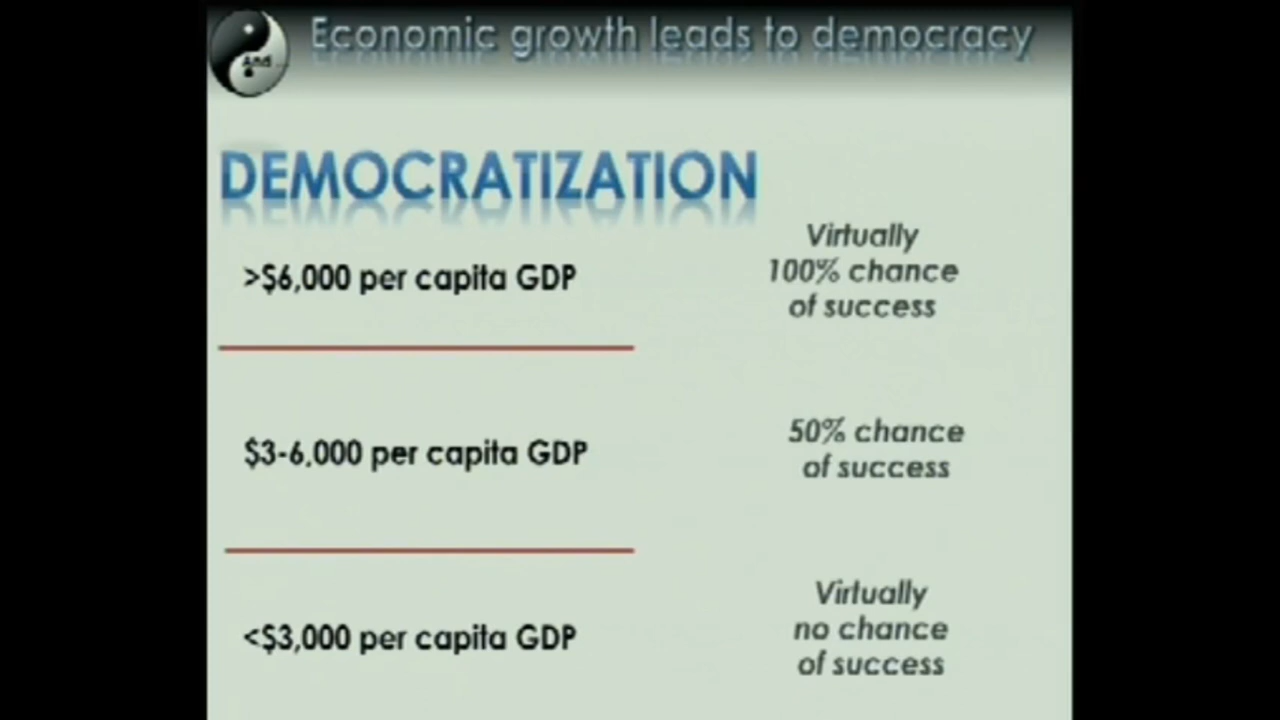 Economic growth leads to democracy
And ...
DEMOCRATIZATION
>$6,000 per capita GDP
Virtually
100% chance
of success
$3-6,000 per capita GDP
50% chance
of success
<$3,000 per capita GDP
Virtually
no chance
of success